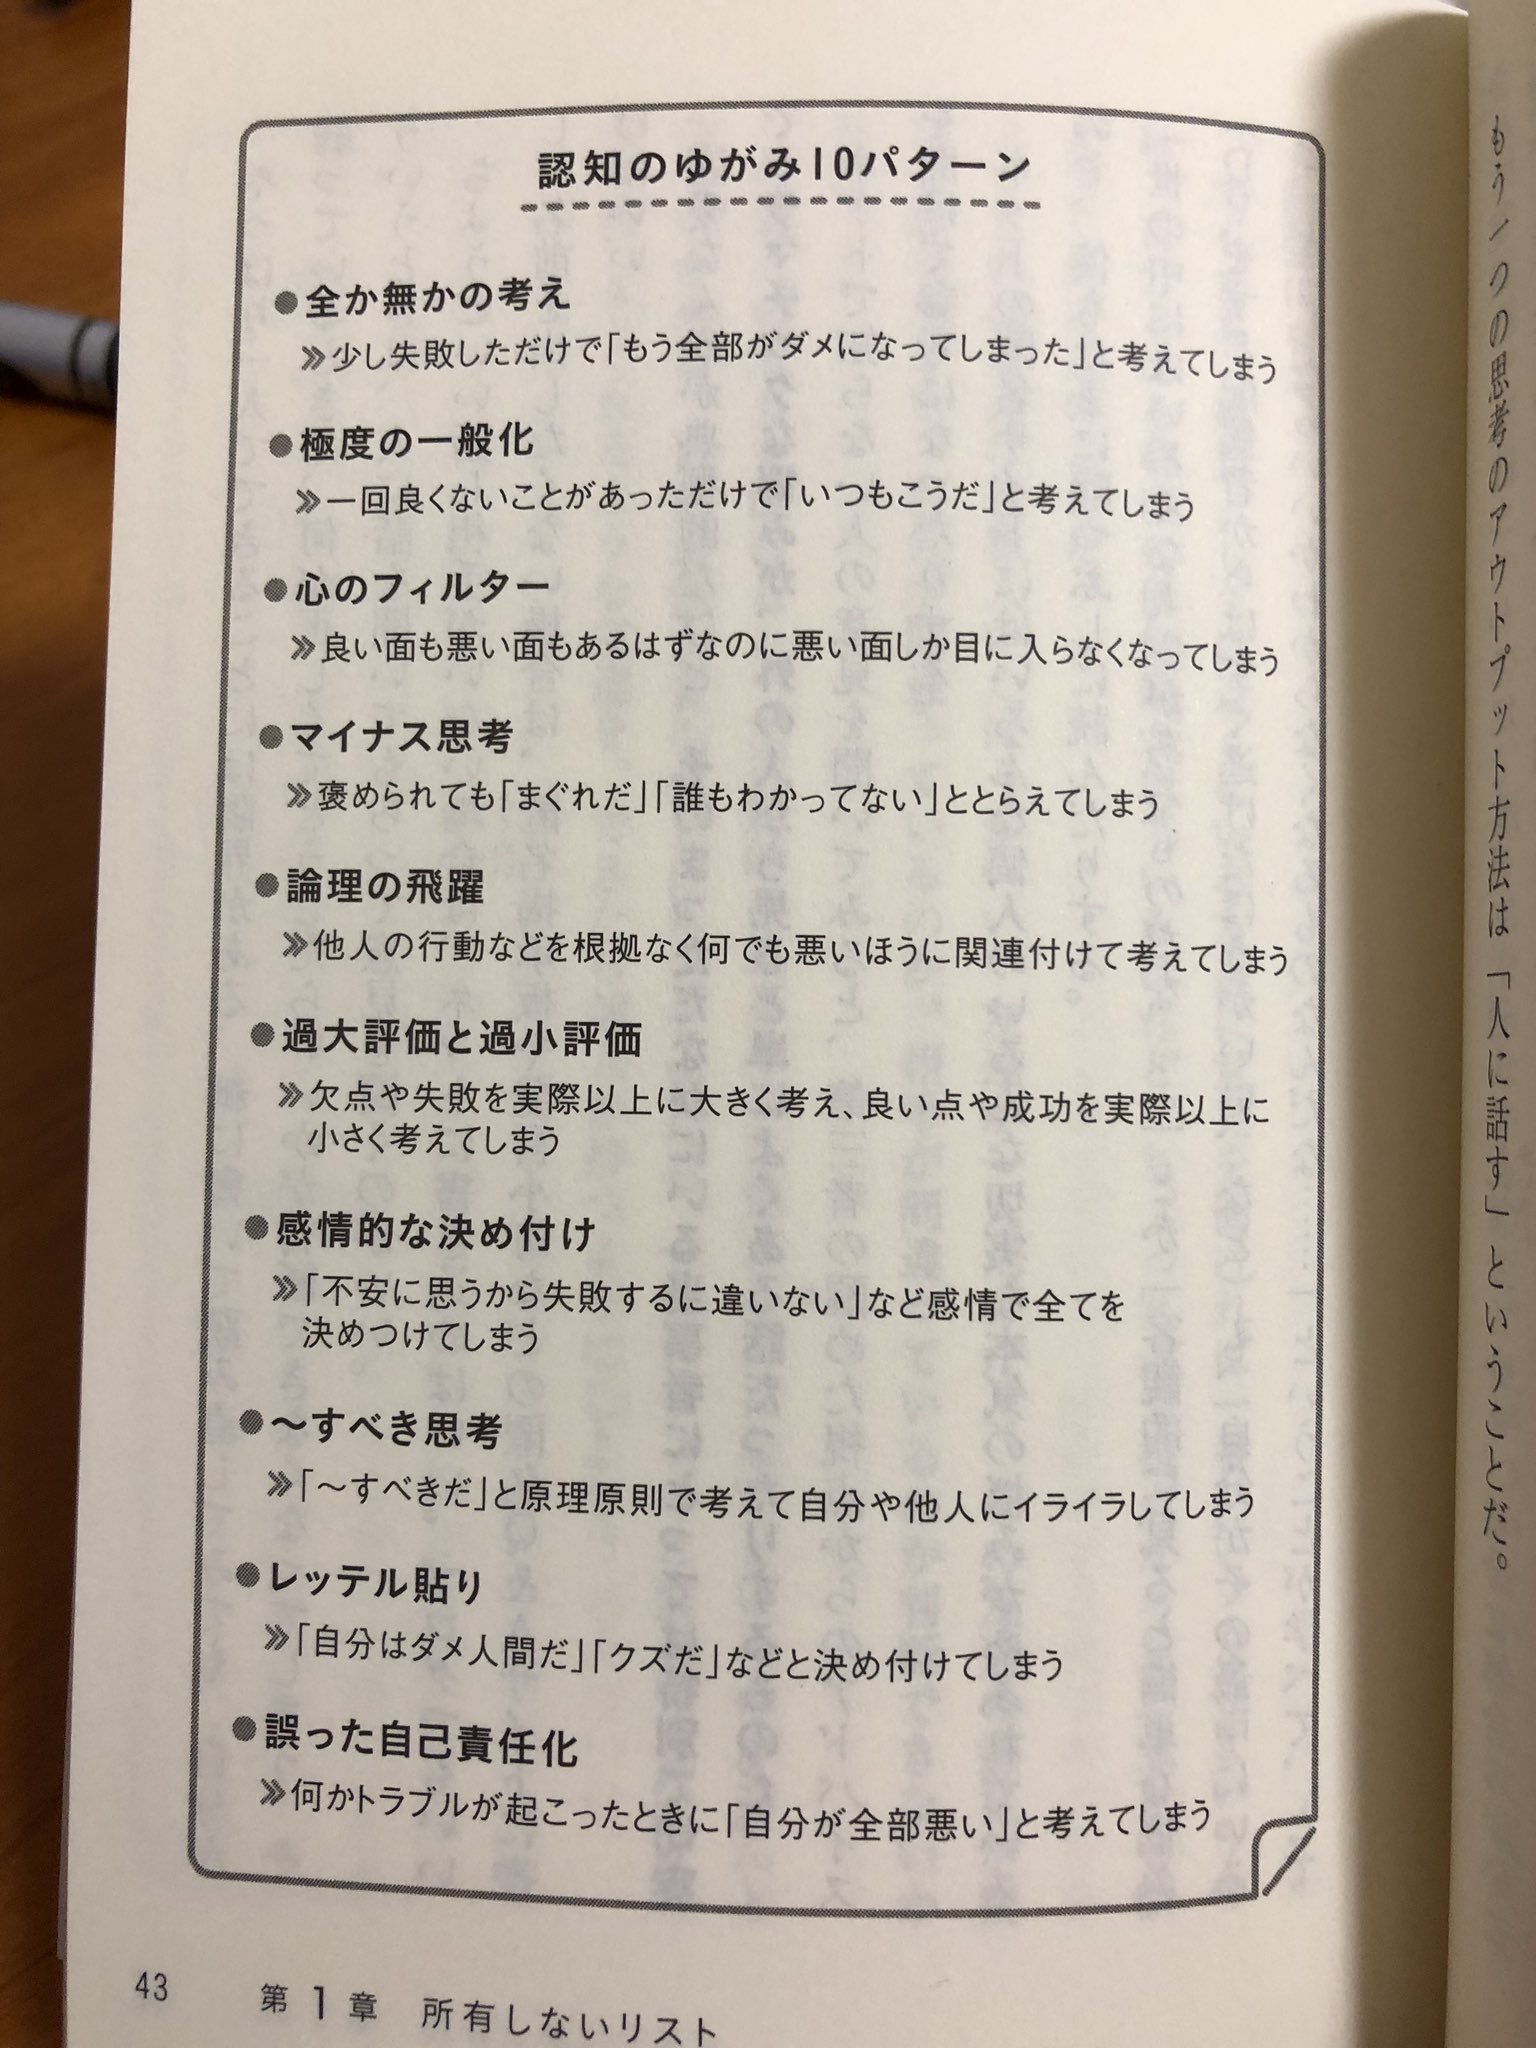 認知のゆがみ10パターン
●全か無かの考え
≫少し失敗しただけで「もう全部がダメになってしまった」と考えてしまう
●極度の一般化
≫一回良くないことがあっただけで「いつもこうだ」と考えてしまう
●心のフィルター
≫良い面も悪い面もあるはずなのに悪い面しか目に入らなくなってしまう
●マイナス思考
≫褒められても「まぐれだ」「誰もわかってない」ととらえてしまう
●論理の飛躍
≫他人の行動などを根拠なく何でも悪いほうに関連付けて考えてしまう
●過大評価と過小評価
≫欠点や失敗を実際以上に大きく考え、良い点や成功を実際以上に
小さく考えてしまう
●感情的な決め付け
≫「不安に思うから失敗するに違いない」など感情で全てを
決めつけてしまう
●〜すべき思考
≫「〜すべきだ」と原理原則で考えて自分や他人にイライラしてしまう
●レッテル貼り
≫「自分はダメ人間だ」「クズだ」などと決め付けてしまう
●誤った自己責任化
≫何かトラブルが起こったときに「自分が全部悪い」と考えてしまう
43 第1章 所有しないリスト
もう1つの思考のアウトプット方法は「人に話す」ということだ。